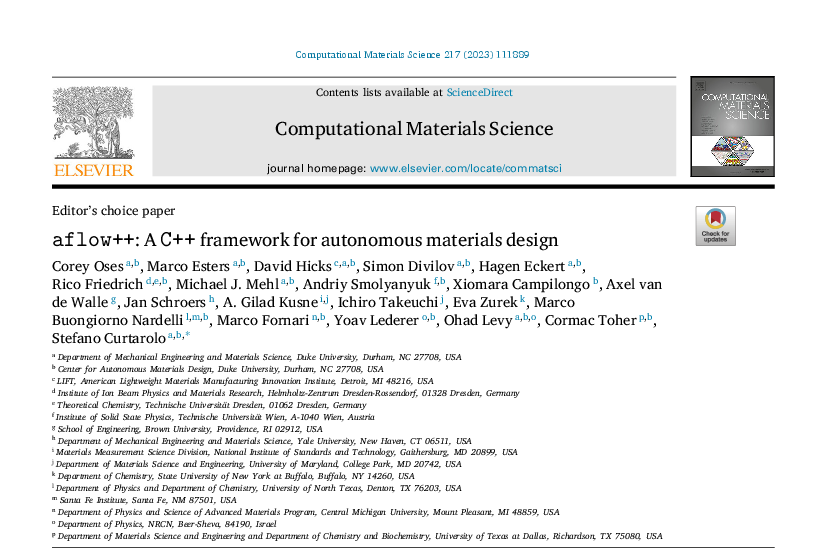 Computational Materials Science 217 (2023) 111889
Contents lists available at ScienceDirect
Computational Materials Science
journal homepage: www.elsevier.com/locate/commatsci
ELSEVIER
COMPUTATIONAL
MATERIALS
SCIENCE
Editor's choice paper
Check for
updates
aflow++: A C++ framework for autonomous materials design
Corey Oses a,b, Marco Esters a,b, David Hicks c,a,b, Simon Divilov a,b, Hagen Eckert a,b,
Rico Friedrich d,e,b, Michael J. Mehl a,b, Andriy Smolyanyuk f,b, Xiomara Campilongo b, Axel van
de Walle g, Jan Schroers h, A. Gilad Kusne i,j, Ichiro Takeuchi j, Eva Zurek k, Marco
Buongiorno Nardelli l,m,b, Marco Fornari n,b, Yoav Lederer o,b, Ohad Levy a,b,o, Cormac Toher p,b,
Stefano Curtarolo a,b,*
a Department of Mechanical Engineering and Materials Science, Duke University, Durham, NC 27708, USA
b Center for Autonomous Materials Design, Duke University, Durham, NC 27708, USA
c LIFT, American Lightweight Materials Manufacturing Innovation Institute, Detroit, MI 48216, USA
d Institute of Ion Beam Physics and Materials Research, Helmholtz-Zentrum Dresden-Rossendorf, 01328 Dresden, Germany
e Theoretical Chemistry, Technische Universität Dresden, 01062 Dresden, Germany
f Institute of Solid State Physics, Technische Universität Wien, A-1040 Wien, Austria
g School of Engineering, Brown University, Providence, RI 02912, USA
h Department of Mechanical Engineering and Materials Science, Yale University, New Haven, CT 06511, USA
i Materials Measurement Science Division, National Institute of Standards and Technology, Gaithersburg, MD 20899, USA
j Department of Materials Science and Engineering, University of Maryland, College Park, MD 20742, USA
k Department of Chemistry, State University of New York at Buffalo, Buffalo, NY 14260, USA
l Department of Physics and Department of Chemistry, University of North Texas, Denton, TX 76203, USA
m Santa Fe Institute, Santa Fe, NM 87501, USA
n Department of Physics and Science of Advanced Materials Program, Central Michigan University, Mount Pleasant, MI 48859, USA
o Department of Physics, NRCN, Beer-Sheva, 84190, Israel
p Department of Materials Science and Engineering and Department of Chemistry and Biochemistry, University of Texas at Dallas, Richardson, TX 75080, USA